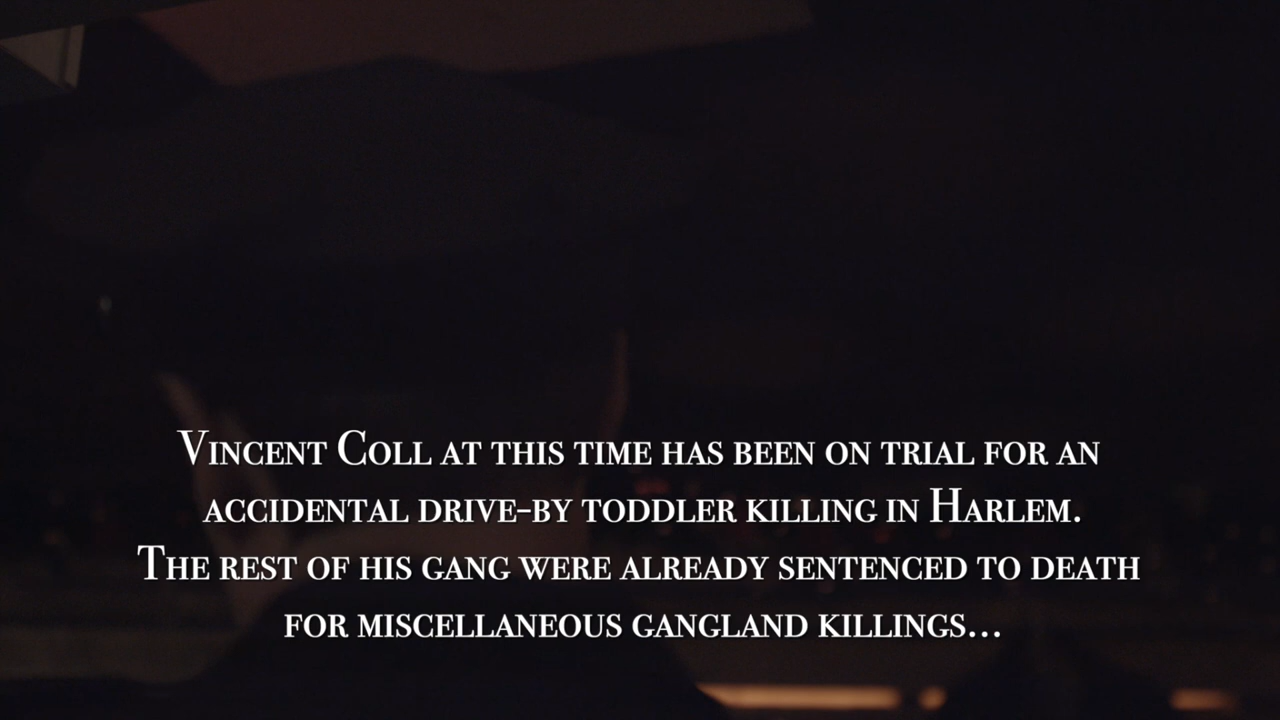 Vincent Coll at this time has been on trial for an
accidental drive-by toddler killing in Harlem.
The rest of his gang were already sentenced to death
for miscellaneous gangland killings...